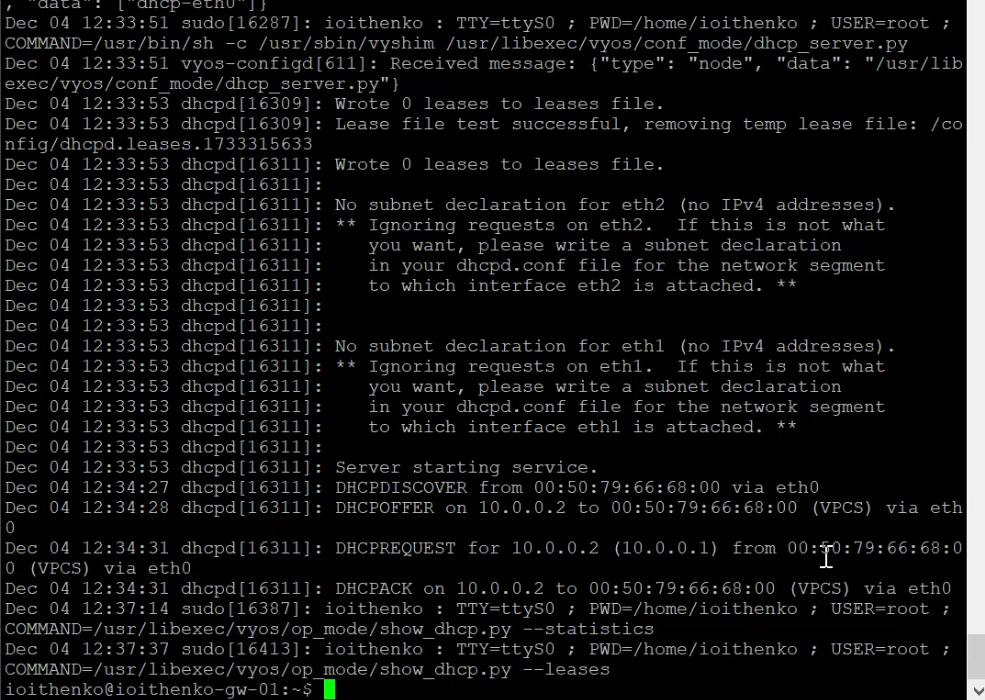 , "data": ["dhcp-eth0"]}
Dec 04 12:33:51 sudo[16287]: ioithenko : TTY=ttyS0 ; PWD=/home/ioithenko ; USER=root ;
COMMAND=/usr/bin/sh -c /usr/sbin/vyshim /usr/libexec/vyos/conf_mode/dhcp_server.py
Dec 04 12:33:51 vyos-configd[611]: Received message: {"type": "node", "data": "/usr/lib
exec/vyos/conf_mode/dhcp_server.py"}
Dec 04 12:33:53 dhcpd[16309]: Wrote 0 leases to leases file.
Dec 04 12:33:53 dhcpd[16309]: Lease file test successful, removing temp lease file: /co
nfig/dhcpd.leases.1733315633
Dec 04 12:33:53 dhcpd[16311]: Wrote 0 leases to leases file.
Dec 04 12:33:53 dhcpd[16311]:
Dec 04 12:33:53 dhcpd[16311]: No subnet declaration for eth2 (no IPv4 addresses).
Dec 04 12:33:53 dhcpd[16311]: ** Ignoring requests on eth2.  If this is not what
Dec 04 12:33:53 dhcpd[16311]:    you want, please write a subnet declaration
Dec 04 12:33:53 dhcpd[16311]:    in your dhcpd.conf file for the network segment
Dec 04 12:33:53 dhcpd[16311]:    to which interface eth2 is attached. **
Dec 04 12:33:53 dhcpd[16311]:
Dec 04 12:33:53 dhcpd[16311]:
Dec 04 12:33:53 dhcpd[16311]: No subnet declaration for eth1 (no IPv4 addresses).
Dec 04 12:33:53 dhcpd[16311]: ** Ignoring requests on eth1.  If this is not what
Dec 04 12:33:53 dhcpd[16311]:    you want, please write a subnet declaration
Dec 04 12:33:53 dhcpd[16311]:    in your dhcpd.conf file for the network segment
Dec 04 12:33:53 dhcpd[16311]:    to which interface eth1 is attached. **
Dec 04 12:33:53 dhcpd[16311]:
Dec 04 12:33:53 dhcpd[16311]: Server starting service.
Dec 04 12:34:27 dhcpd[16311]: DHCPDISCOVER from 00:50:79:66:68:00 via eth0
Dec 04 12:34:28 dhcpd[16311]: DHCPOFFER on 10.0.0.2 to 00:50:79:66:68:00 (VPCS) via eth
0
Dec 04 12:34:31 dhcpd[16311]: DHCPREQUEST for 10.0.0.2 (10.0.0.1) from 00:50:79:66:68:0
0 (VPCS) via eth0
Dec 04 12:34:31 dhcpd[16311]: DHCPACK on 10.0.0.2 to 00:50:79:66:68:00 (VPCS) via eth0
Dec 04 12:37:14 sudo[16387]: ioithenko : TTY=ttyS0 ; PWD=/home/ioithenko ; USER=root ;
COMMAND=/usr/libexec/vyos/op_mode/show_dhcp.py --statistics
Dec 04 12:37:37 sudo[16413]: ioithenko : TTY=ttyS0 ; PWD=/home/ioithenko ; USER=root ;
COMMAND=/usr/libexec/vyos/op_mode/show_dhcp.py --leases
ioithenko@ioithenko-gw-01:~$